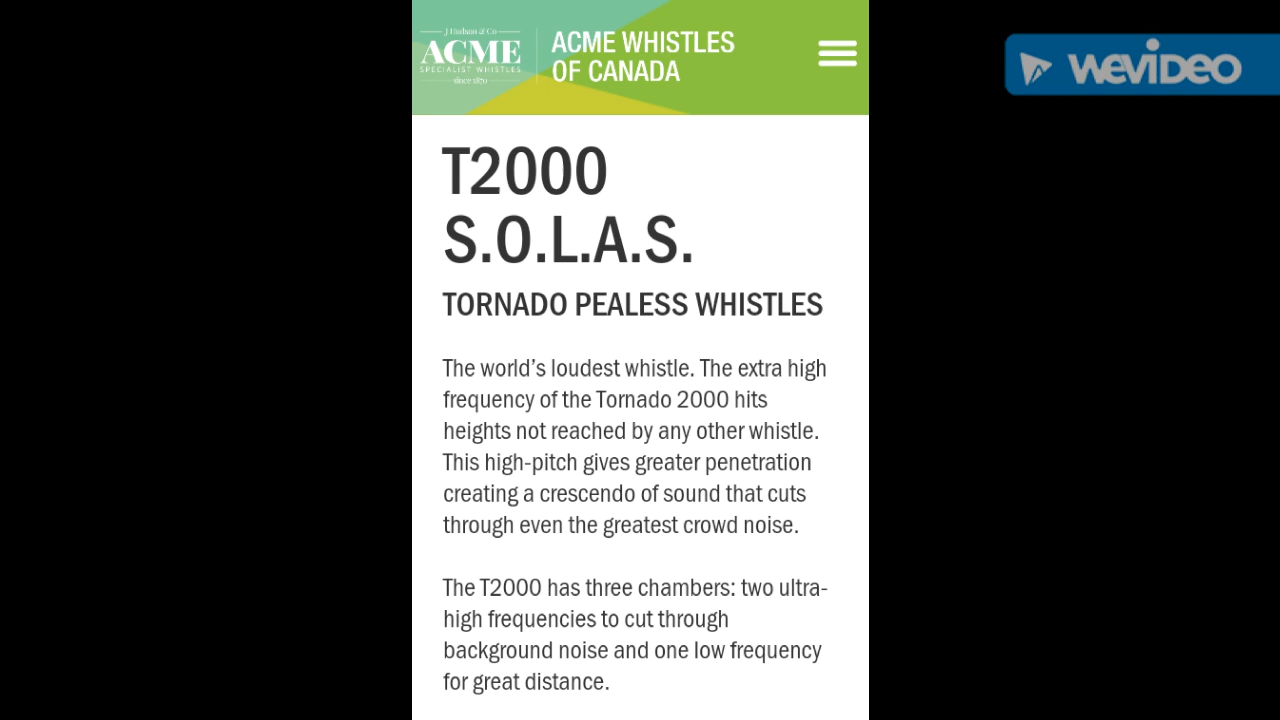 J Hudson & Co
ACME
SPECIALIST WHISTLES
since 1870
ACME WHISTLES
OF CANADA
WEVIDEO
T2000
S.O.L.A.S.
TORNADO PEALESS WHISTLES
The world’s loudest whistle. The extra high
frequency of the Tornado 2000 hits
heights not reached by any other whistle.
This high-pitch gives greater penetration
creating a crescendo of sound that cuts
through even the greatest crowd noise.
The T2000 has three chambers: two ultra-
high frequencies to cut through
background noise and one low frequency
for great distance.